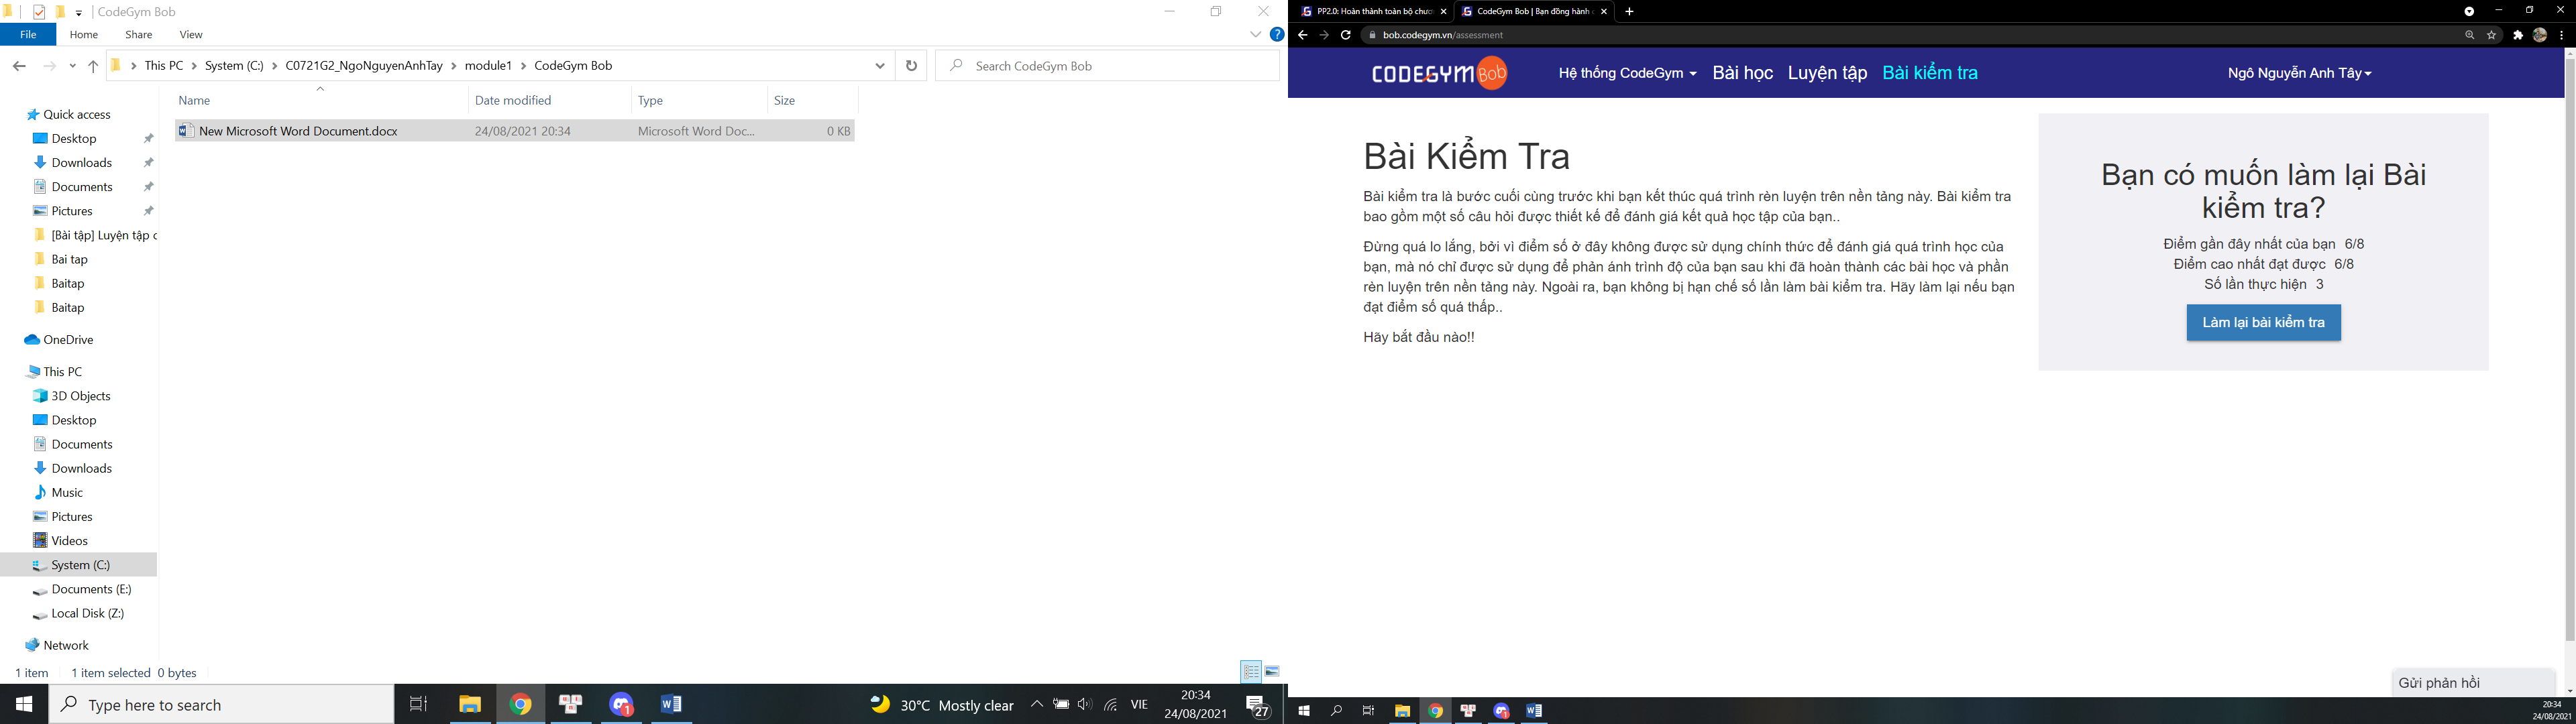 CodeGym Bob
File Home Share View
This PC System (C:) C0721G2_NgoNguyenAnhTay module1 CodeGym Bob
Search CodeGym Bob
Name Date modified Type Size
New Microsoft Word Document.docx 24/08/2021 20:34 Microsoft Word Doc... 0 KB
Quick access
Desktop
Downloads
Documents
Pictures
[Bài tập] Luyện tập c
Bai tap
Baitap
Baitap
OneDrive
This PC
3D Objects
Desktop
Documents
Downloads
Music
Pictures
Videos
System (C:)
Documents (E:)
Local Disk (Z:)
Network
1 item 1 item selected 0 bytes
Type here to search
30°C Mostly clear
VIE
20:34
24/08/2021
27
PP2.0: Hoàn thành toàn bộ chươ
CodeGym Bob | Bạn đồng hành
bob.codegym.vn/assessment
CODEGYM Bob
Hệ thống CodeGym Bài học Luyện tập Bài kiểm tra
Ngô Nguyễn Anh Tây
Bài Kiểm Tra
Bài kiểm tra là bước cuối cùng trước khi bạn kết thúc quá trình rèn luyện trên nền tảng này. Bài kiểm tra
bao gồm một số câu hỏi được thiết kế để đánh giá kết quả học tập của bạn..
Đừng quá lo lắng, bởi vì điểm số ở đây không được sử dụng chính thức để đánh giá quá trình học của
bạn, mà nó chỉ được sử dụng để phản ánh trình độ của bạn sau khi đã hoàn thành các bài học và phần
rèn luyện trên nền tảng này. Ngoài ra, bạn không bị hạn chế số lần làm bài kiểm tra. Hãy làm lại nếu bạn
đạt điểm số quá thấp..
Hãy bắt đầu nào!!
Bạn có muốn làm lại Bài
kiểm tra?
Điểm gần đây nhất của bạn 6/8
Điểm cao nhất đạt được 6/8
Số lần thực hiện 3
Làm lại bài kiểm tra
Gửi phản hồi
20:34
24/08/2021